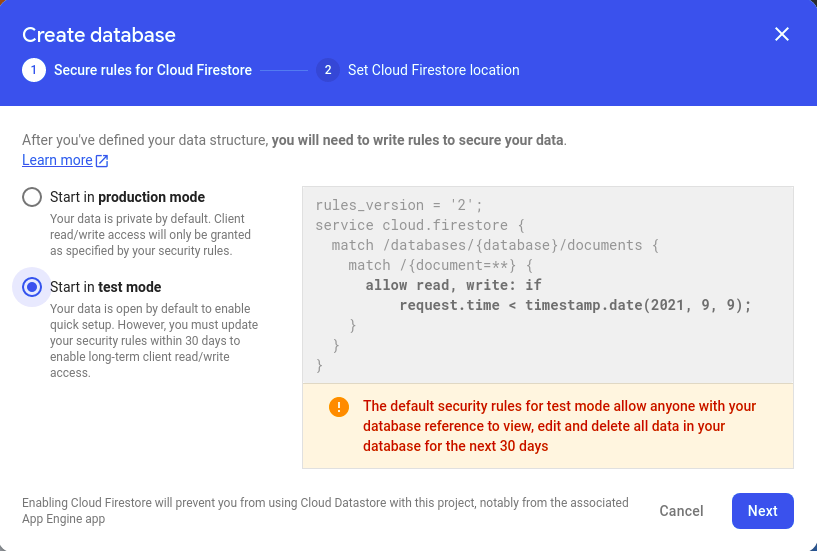 Create database
1 Secure rules for Cloud Firestore 2 Set Cloud Firestore location
After you've defined your data structure, you will need to write rules to secure your data.
Learn more
Start in production mode
Your data is private by default. Client
read/write access will only be granted
as specified by your security rules.
Start in test mode
Your data is open by default to enable
quick setup. However, you must update
your security rules within 30 days to
enable long-term client read/write
access.
rules_version = '2';
service cloud.firestore {
  match /databases/{database}/documents {
    match /{document=**} {
      allow read, write: if
          request.time < timestamp.date(2021, 9, 9);
    }
  }
}
The default security rules for test mode allow anyone with your
database reference to view, edit and delete all data in your
database for the next 30 days
Enabling Cloud Firestore will prevent you from using Cloud Datastore with this project, notably from the associated
App Engine app
Cancel Next